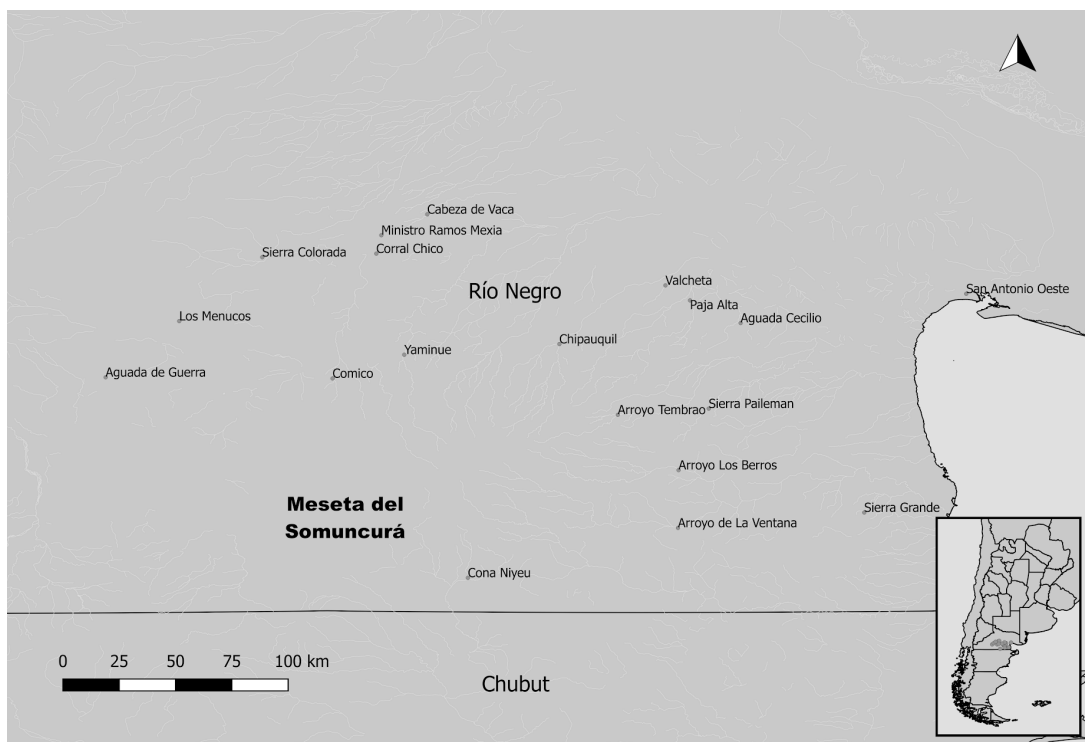 Cabeza de Vaca
Ministro Ramos Mexia
Corral Chico
Sierra Colorada
Río Negro
Valcheta
San Antonio Oeste
Paja Alta
Los Menucos
Aguada Cecilio
Chipauquil
Yaminue
Aguada de Guerra
Comico
Arroyo Tembrao
Sierra Paileman
Arroyo Los Berros
Meseta del
Somuncurá
Sierra Grande
Arroyo de La Ventana
Cona Niyeu
0 25 50 75 100 km
Chubut